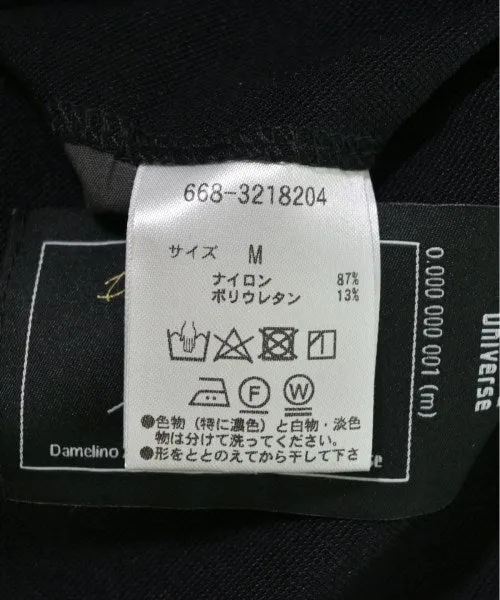 668-3218204
サイズ M
ナイロン 87%
ポリウレタン 13%
F W
●色物(特に濃色)と白物・淡色
物は分けて洗ってください。
●形をととのえてから干して下さ
Damelino
0.000 000 001 (m)
Universe